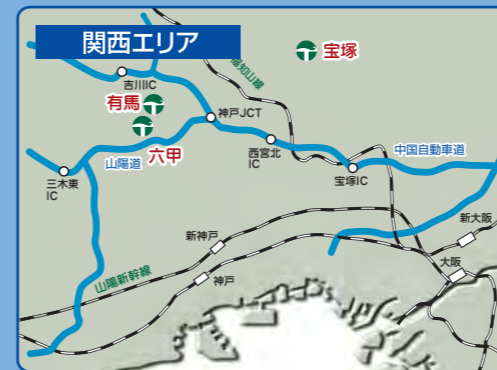 関西エリア
宝塚
福知山線
吉川IC
有馬
神戸JCT
六甲
山陽道
西宮北
IC
中国自動車道
宝塚IC
三木東
IC
新大阪
新神戸
大阪
山陽新幹線
神戸